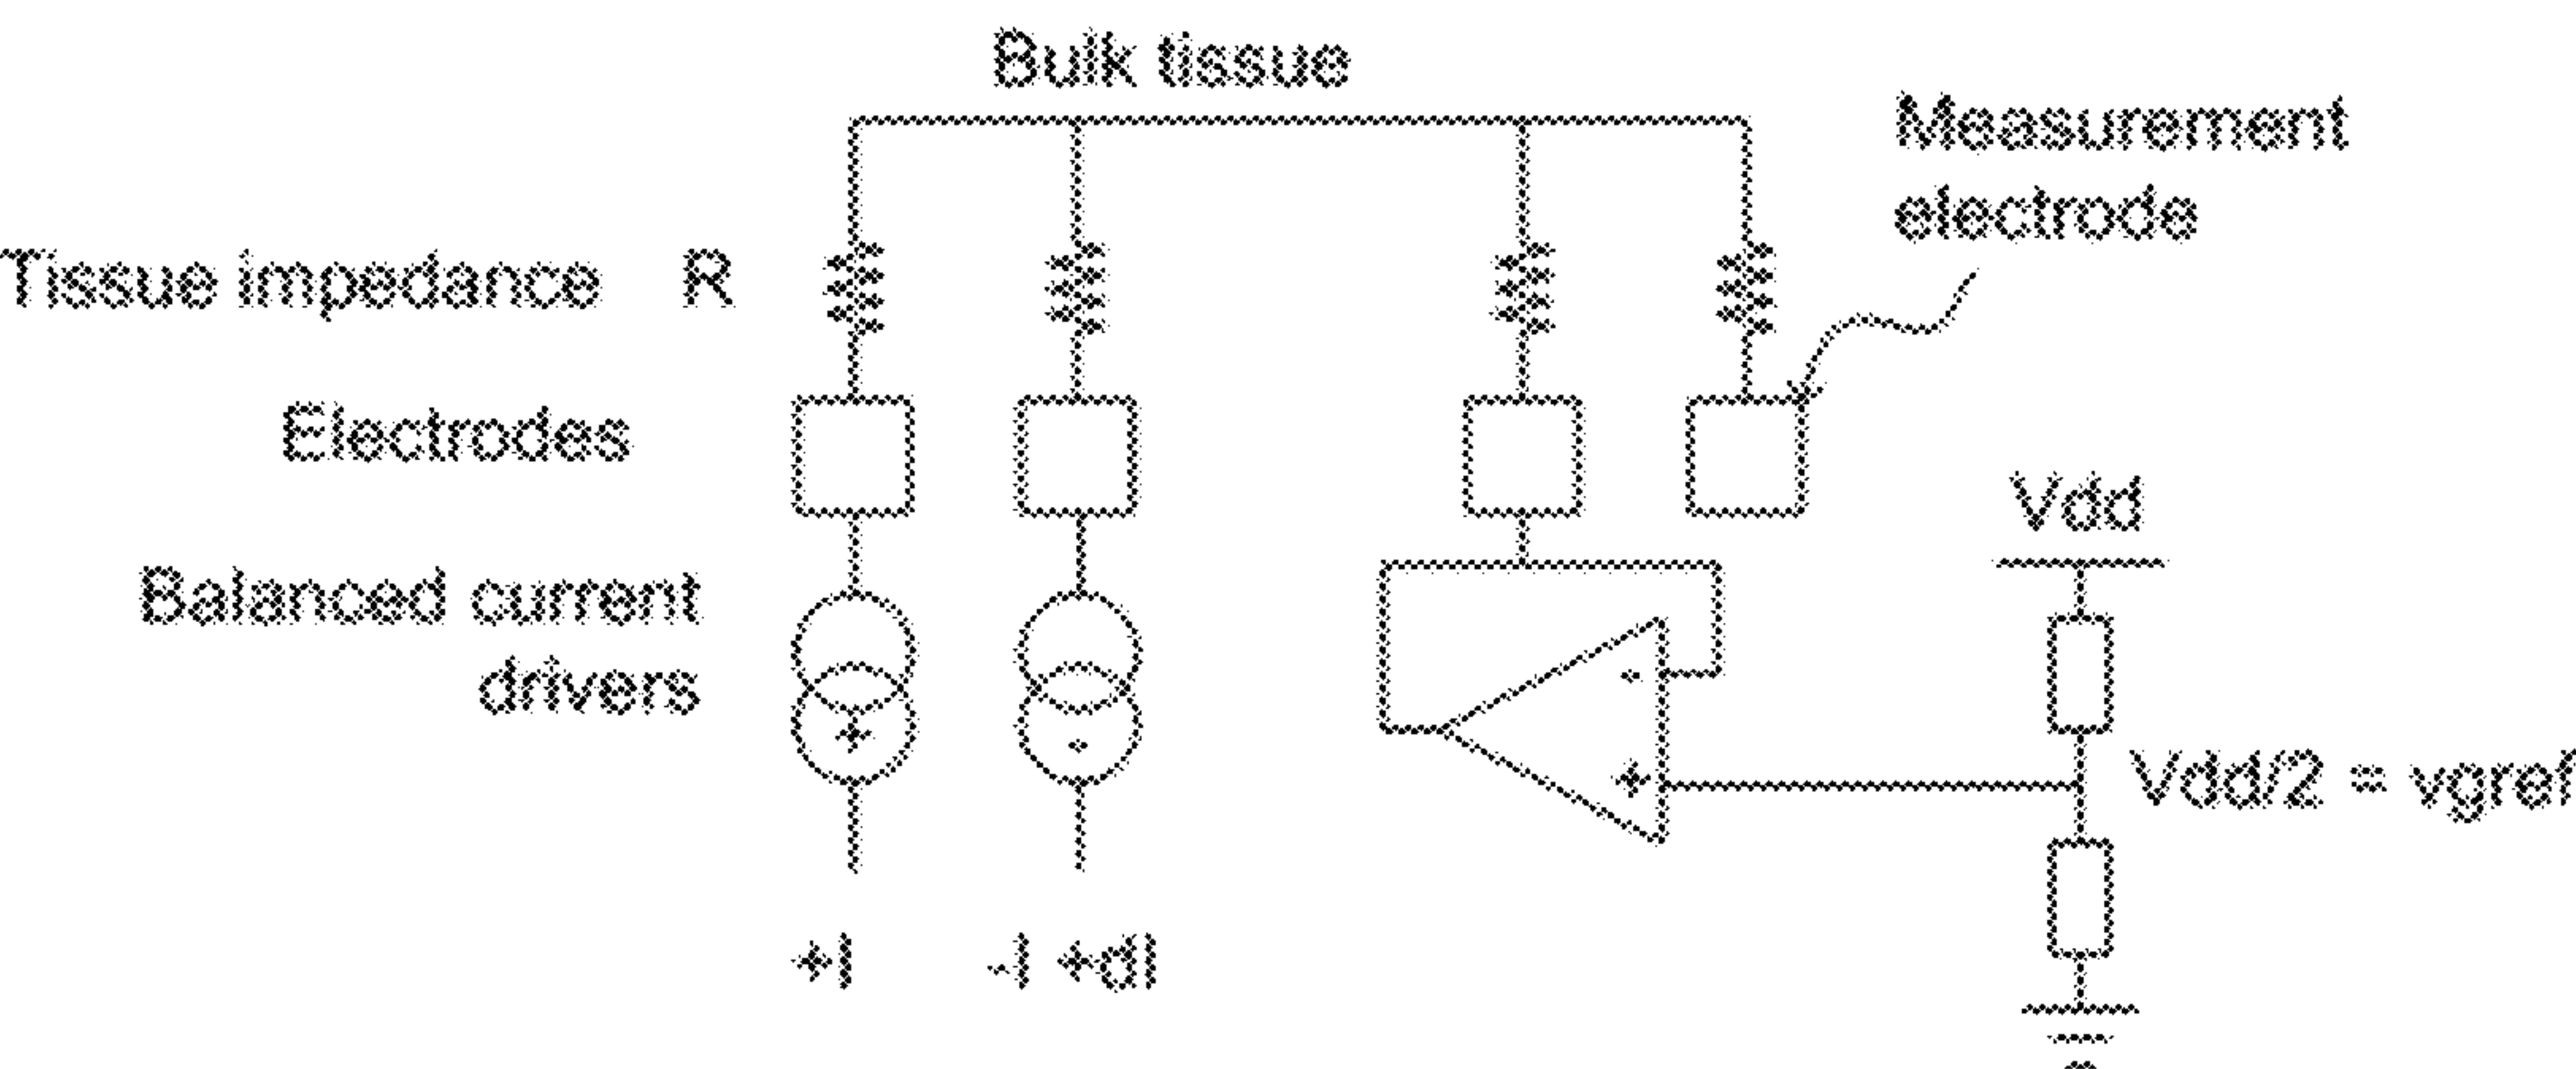 Bulk tissue
Measurement
electrode
Tissue impedance R
Electrodes
Vdd
Balanced current
drivers
Vdd/2 = vgref
- 
+
+ -
+I -I +dI